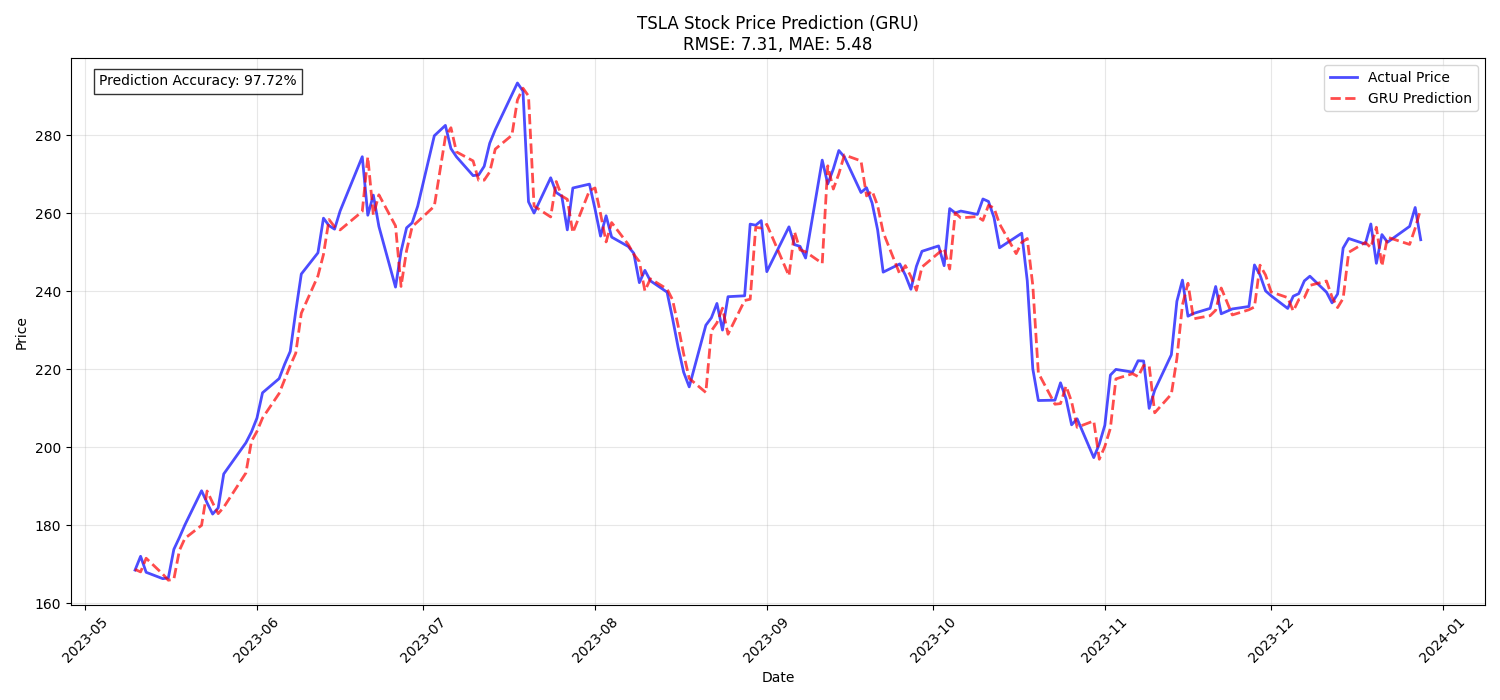 TSLA Stock Price Prediction (GRU)
RMSE: 7.31, MAE: 5.48
Prediction Accuracy: 97.72%
Actual Price
GRU Prediction
Price
280
260
240
220
200
180
160
2023-05
2023-06
2023-07
2023-08
2023-09
2023-10
2023-11
2023-12
2024-01
Date